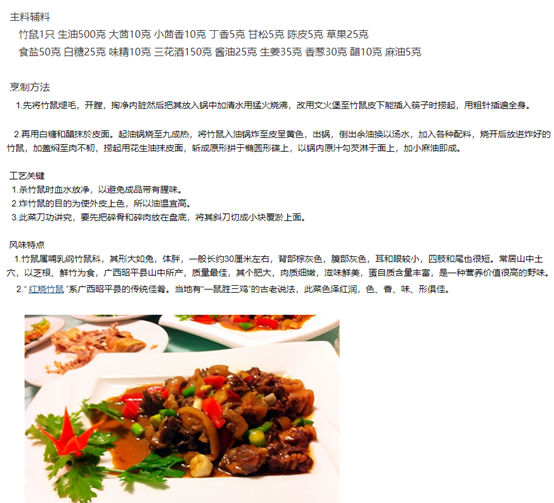 主料辅料
竹鼠1只 生油500克 大茴10克 小茴香10克 丁香5克 甘松5克 陈皮5克 草果25克
食盐50克 白糖25克 味精10克 三花酒150克 酱油25克 生姜35克 香葱30克 醋10克 麻油5克
烹制方法
1.先将竹鼠煺毛，开膛，掏净内脏然后把其放入锅中加清水用猛火烧沸，改用文火煲至竹鼠皮下能插入筷子时捞起，用粗针插遍全身。
2.再用白糖和醋抹於皮面。起油锅烧至九成热，将竹鼠入油锅炸至皮呈黄色，出锅，倒出余油换以汤水，加入各种配料，烧开后放进炸好的
竹鼠，加盖焖至肉不韧，捞起用花生油抹皮面，斩成原形拼于椭圆形碟上，以锅内原汁勾芡淋于面上，加小麻油即成。
工艺关键
1.杀竹鼠时血水放净，以避免成品带有腥味。
2.炸竹鼠的目的为使外皮上色，所以油温宜高。
3.此菜刀功讲究，要先把碎骨和碎肉放在盘底，将其斜刀切成小块覆淤上面。
风味特点
1.竹鼠属哺乳纲竹鼠科，其形大如兔，体胖，一般长约30厘米左右，背部棕灰色，腹部灰色，耳和眼较小，四肢和尾也很短。常居山中土
穴，以芝根、鲜竹为食，广西昭平县山中所产，质量最佳，其个肥大，肉质细嫩，滋味鲜美，蛋白质含量丰富，是一种营养价值很高的野味。
2.“ 红烧竹鼠 ”系广西昭平县的传统佳肴。当地有“一鼠胜三鸡”的古老说法，此菜色泽红润，色、香、味、形俱佳。